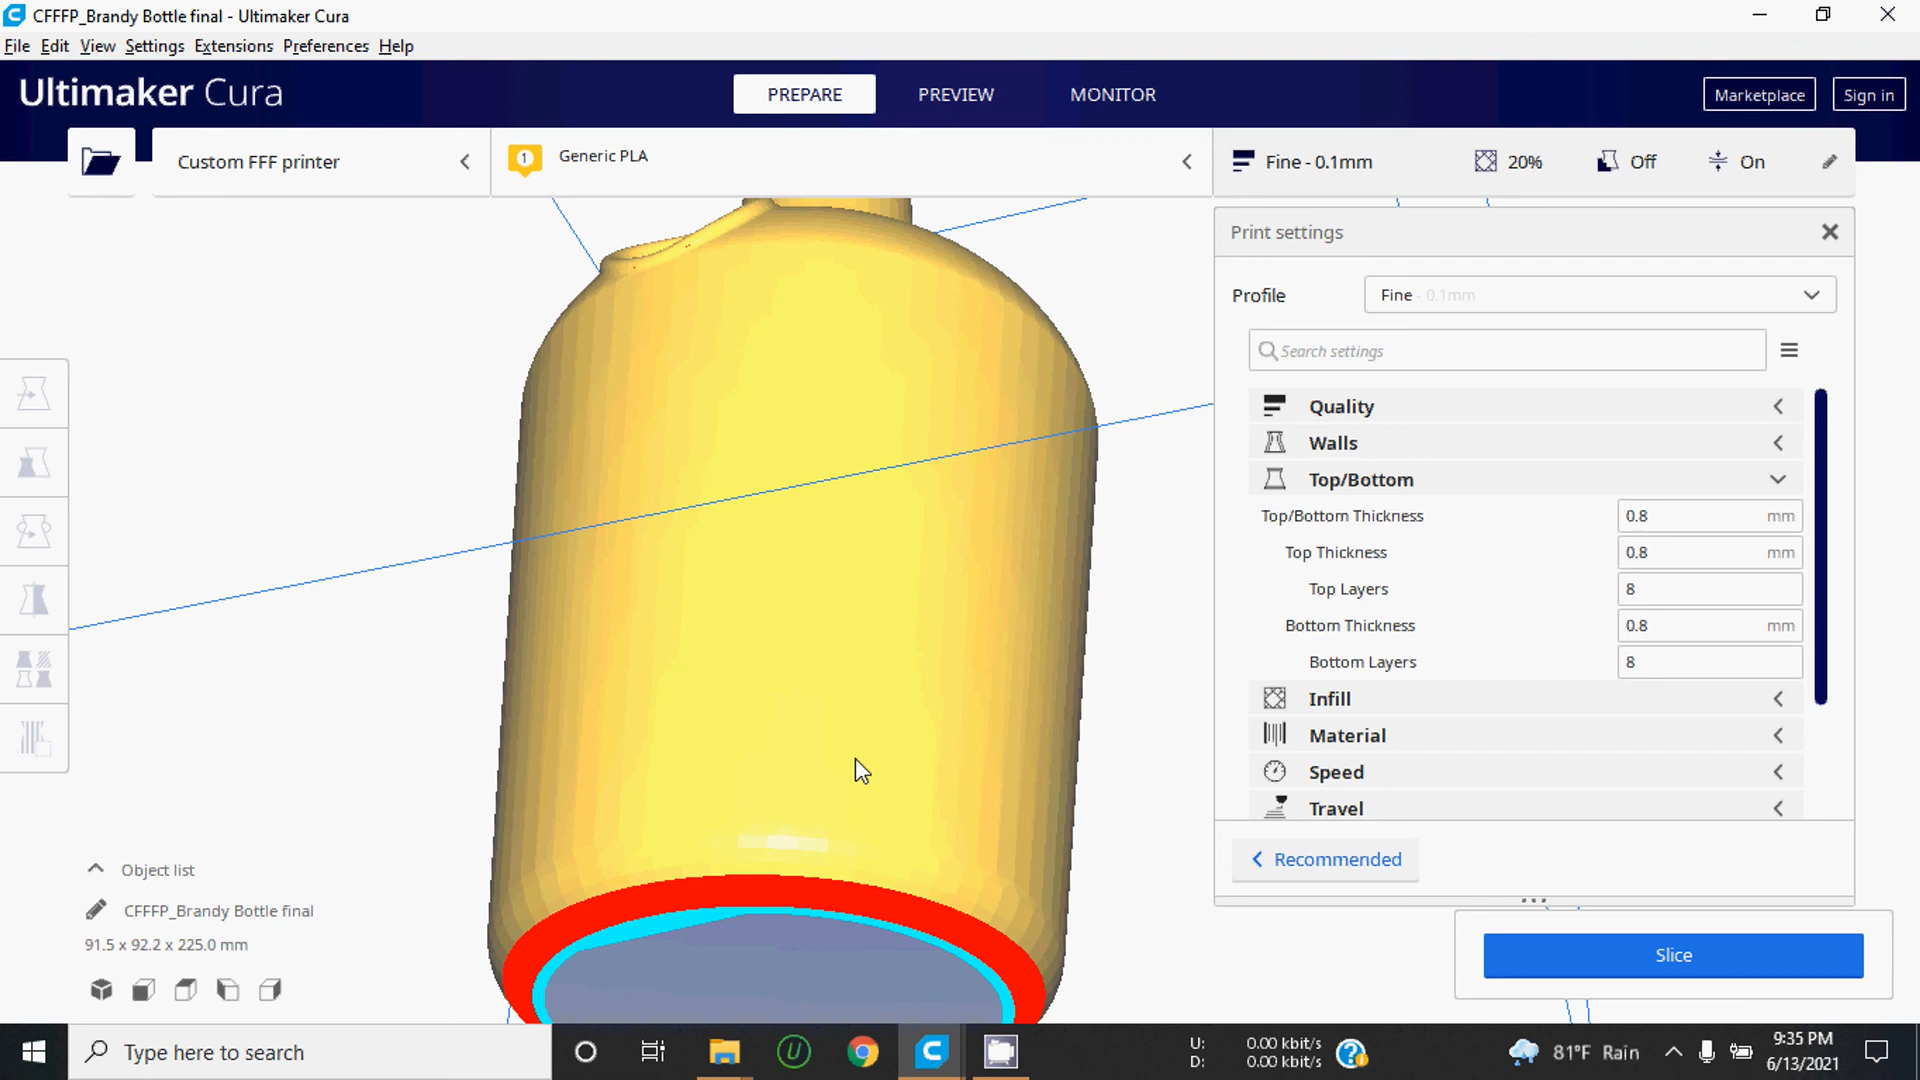 CFFFP_Brandy Bottle final - Ultimaker Cura
File Edit View Settings Extensions Preferences Help
Ultimaker Cura
PREPARE PREVIEW MONITOR
Marketplace Sign in
Custom FFF printer
1 Generic PLA
Fine - 0.1mm 20% Off On
Print settings
Profile Fine - 0.1mm
Search settings
Quality
Walls
Top/Bottom
Top/Bottom Thickness 0.8 mm
Top Thickness 0.8 mm
Top Layers 8
Bottom Thickness 0.8 mm
Bottom Layers 8
Infill
Material
Speed
Travel
Recommended
Object list
CFFFP_Brandy Bottle final
91.5 x 92.2 x 225.0 mm
Slice
Type here to search
U: 0.00 kbit/s
D: 0.00 kbit/s
81°F Rain
9:35 PM
6/13/2021